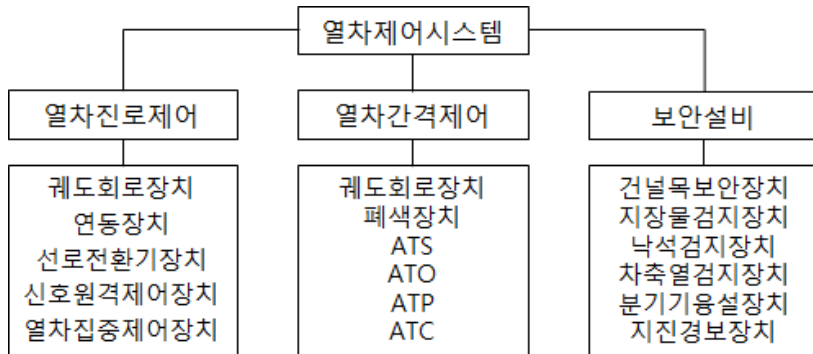 열차제어시스템
열차진로제어
열차간격제어
보안설비
궤도회로장치
연동장치
선로전환기장치
신호원격제어장치
열차집중제어장치
궤도회로장치
폐색장치
ATS
ATO
ATP
ATC
건널목보안장치
지장물검지장치
낙석검지장치
차축열검지장치
분기기융설장치
지진경보장치